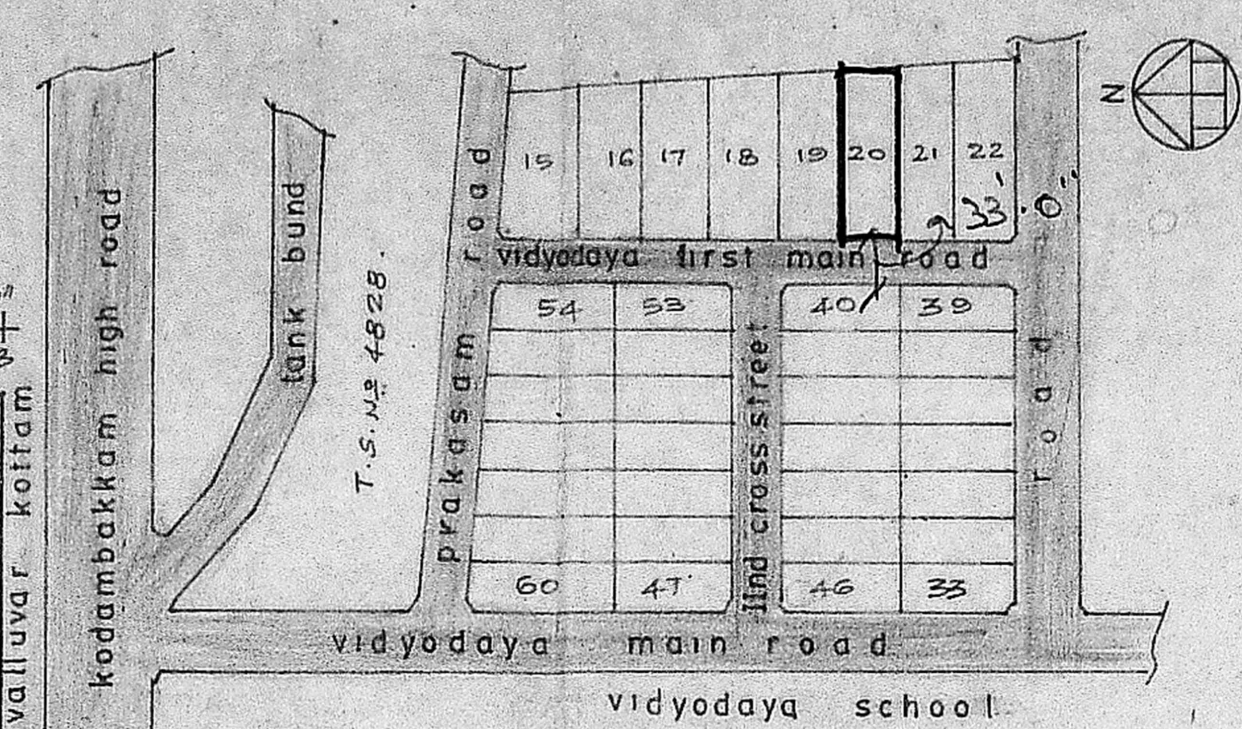 N
15 16 17 18 19 20 21 22
33'.0"
vidyodaya first main road
54 53 40 39
60 47 46 33
IInd cross street
prakasam road
road
T.S.No 4828.
tank bund
kodambakkam high road
valluvar kottam
vidyodaya main road
vidyodaya school